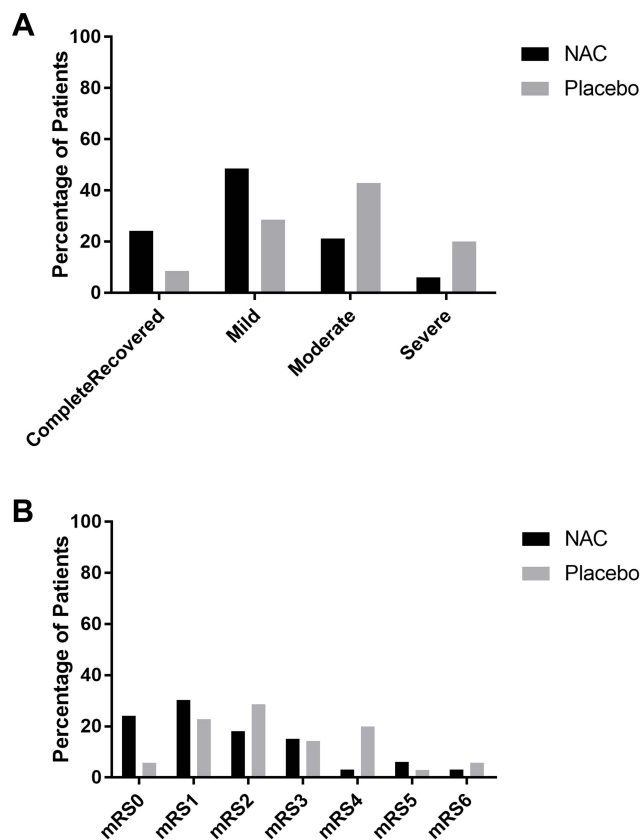 A
100
80
60
40
20
0
Percentage of Patients
NAC
Placebo
CompleteRecovered
Mild
Moderate
Severe
B
100
80
60
40
20
0
Percentage of Patients
NAC
Placebo
mRS0
mRS1
mRS2
mRS3
mRS4
mRS5
mRS6